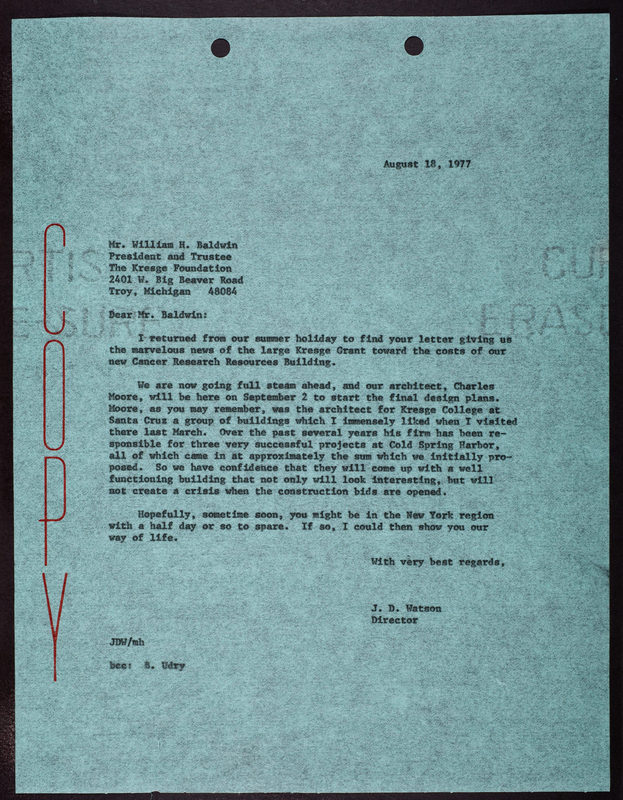 August 18, 1977
COPY
Mr. William H. Baldwin
President and Trustee
The Kresge Foundation
2401 W. Big Beaver Road
Troy, Michigan 48084
Dear Mr. Baldwin:
I returned from our summer holiday to find your letter giving us
the marvelous news of the large Kresge Grant toward the costs of our
new Cancer Research Resources Building.
We are now going full steam ahead, and our architect, Charles
Moore, will be here on September 2 to start the final design plans.
Moore, as you may remember, was the architect for Kresge College at
Santa Cruz a group of buildings which I immensely liked when I visited
there last March. Over the past several years his firm has been re-
sponsible for three very successful projects at Cold Spring Harbor,
all of which came in at approximately the sum which we initially pro-
posed. So we have confidence that they will come up with a well
functioning building that not only will look interesting, but will
not create a crisis when the construction bids are opened.
Hopefully, sometime soon, you might be in the New York region
with a half day or so to spare. If so, I could then show you our
way of life.
With very best regards,
J. D. Watson
Director
JDW/mh
bcc: S. Udry